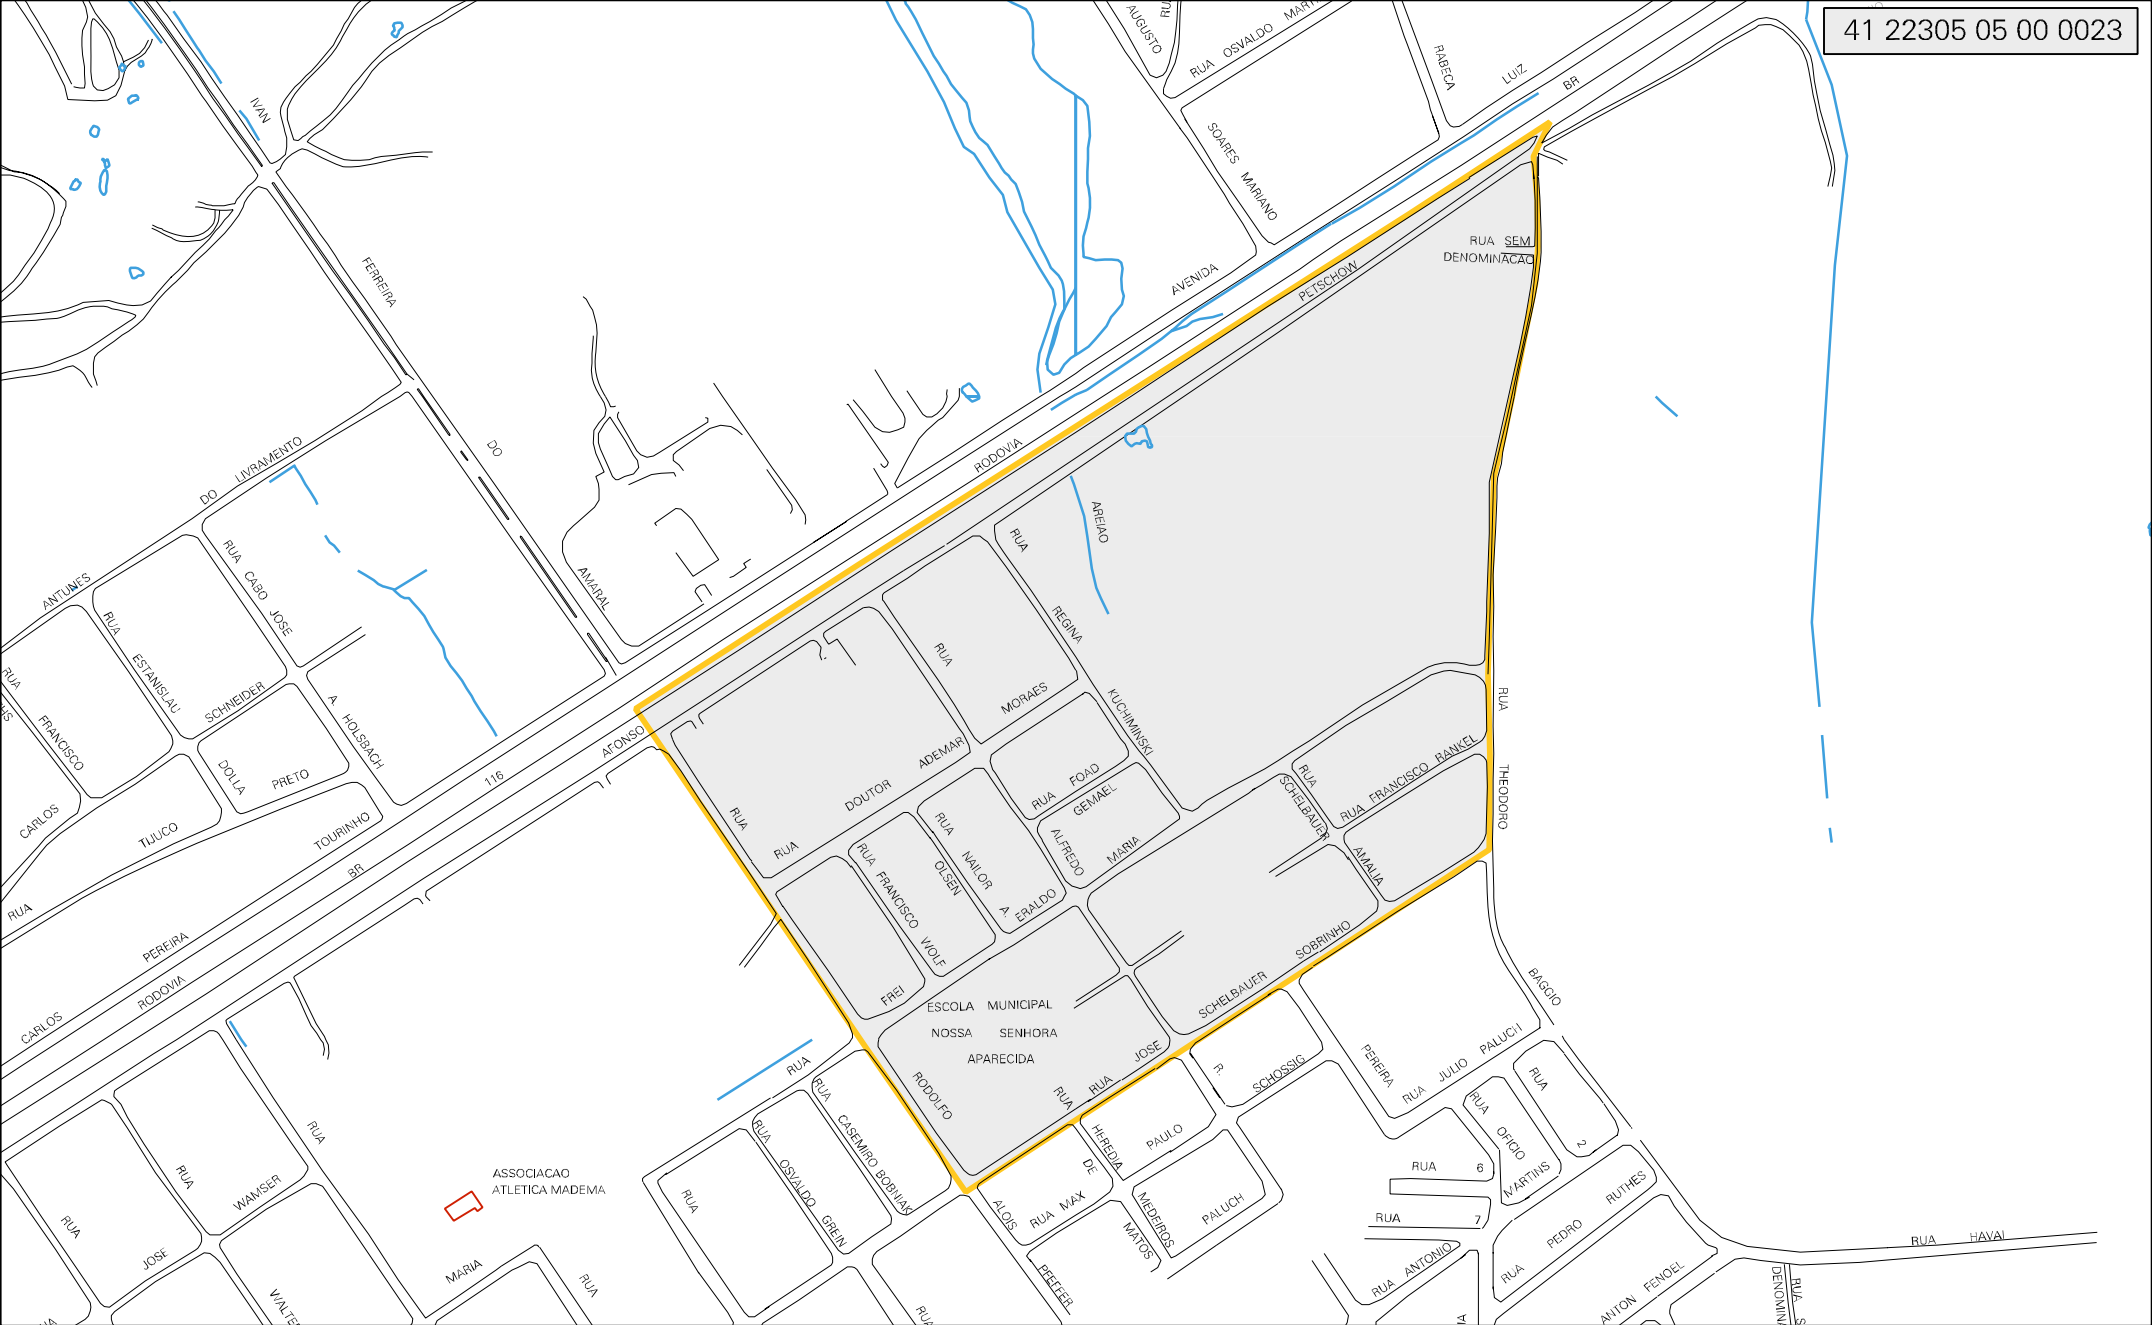 41 22305 05 00 0023
AUGUSTO
RUA OSVALDO
RABECA
LUIZ
BR
IVAN
SOARES
MARIANO
FERREIRA
RUA SEM
DENOMINACAO
AVENIDA
PETSCHOW
DO
RODOVIA
DO LIVRAMENTO
AREIAO
RUA
RUA
CABO
JOSE
AMARAL
ANTUNES
RUA
REGINA
RUA
RUA
ESTANISLAU
MORAES
KUCHIMINSKI
RUA
SCHNEIDER
A
HOLSBACH
FRANCISCO
AFONSO
ADEMAR
RUA FRANCISCO RANKEL
THEODORO
DOLLA
PRETO
116
DOUTOR
RUA FOAD
GEMAEL
RUA
SCHELBAUER
CARLOS
TIJUCO
TOURINHO
RUA
RUA
RUA
NAILOR
A.
ALFREDO
MARIA
AMALIA
BR
RUA
FRANCISCO
WOLF
OLSEN
ERALDO
RUA
PEREIRA
SOBRINHO
RODOVIA
FREI
SCHELBAUER
BAGGIO
CARLOS
ESCOLA MUNICIPAL
NOSSA SENHORA
APARECIDA
JOSE
RUA
RUA
RUA
RODOLFO
R.
SCHOSSIG
PEREIRA
RUA JULIO PALUCH
RUA
2
RUA
CASEMIRO BOBNIAK
HEREDIA
DE
PAULO
RUA
OFICIO
MARTINS
RUA
RUA
OSVALDO
GREIN
RUA 6
ASSOCIACAO
ATLETICA MADEMA
RUA
WAMSER
RUA
ALOIS
RUA MAX
MEDEIROS
MATOS
PALUCH
RUA 7
RUTHES
PEDRO
RUA
RUA
JOSE
MARIA
RUA
PFEFFER
RUA ANTONIO
RUA HAVAI
ANTON FENOEL
RUA